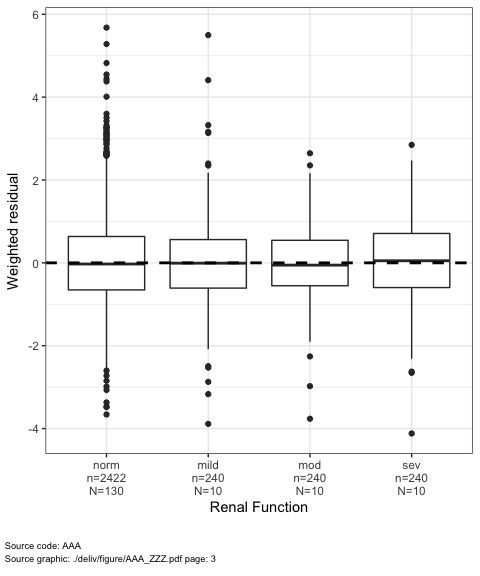 6
4
2
0
-2
-4
Weighted residual
norm mild mod sev
n=2422 n=240 n=240 n=240
N=130 N=10 N=10 N=10
Renal Function
Source code: AAA
Source graphic: ./deliv/figure/AAA_ZZZ.pdf page: 3